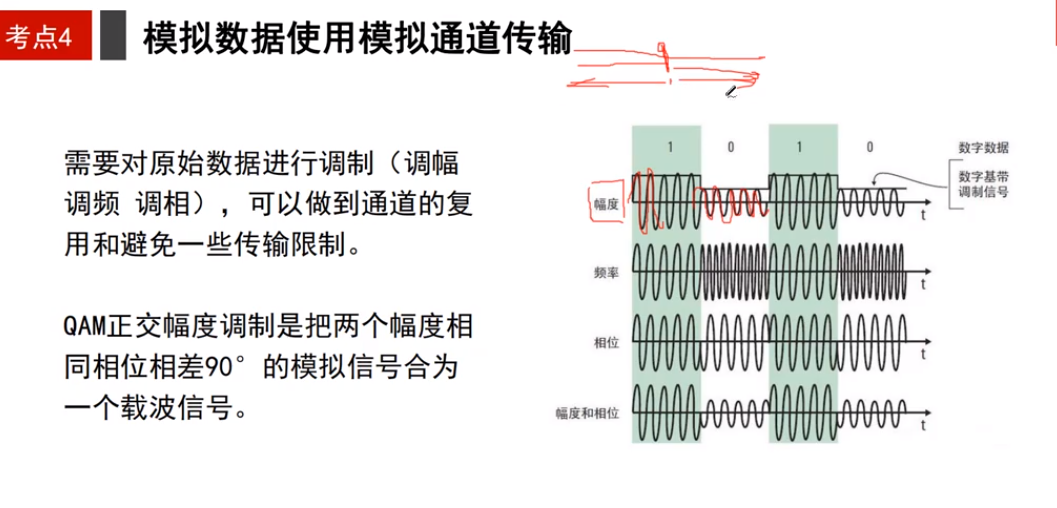 考点4
模拟数据使用模拟通道传输
需要对原始数据进行调制（调幅
调频 调相），可以做到通道的复
用和避免一些传输限制。
QAM正交幅度调制是把两个幅度相
同相位相差90°的模拟信号合为
一个载波信号。
1 0 1 0 数字数据
数字基带
调制信号
幅度 t
频率 t
相位 t
幅度和相位 t